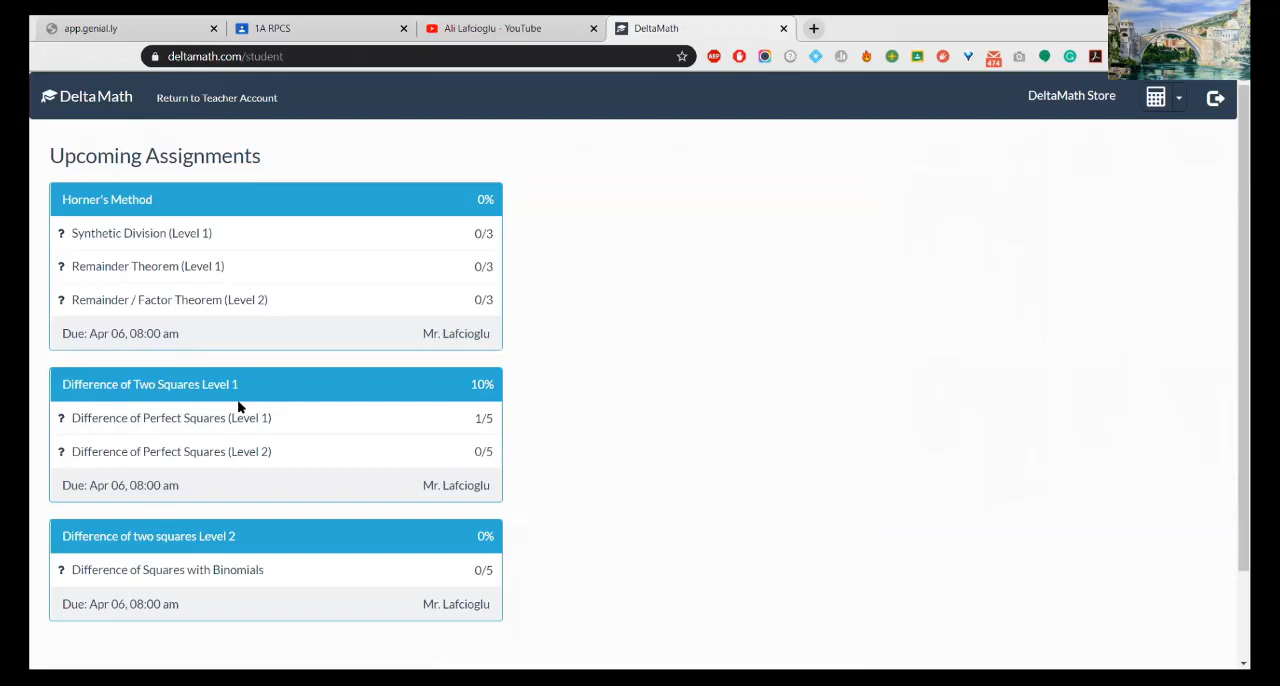 app.genial.ly
1A RPCS
Ali Lafcioglu - YouTube
DeltaMath
deltamath.com/student
ABP
474
DeltaMath
Return to Teacher Account
DeltaMath Store
Upcoming Assignments
Horner's Method 0%
? Synthetic Division (Level 1) 0/3
? Remainder Theorem (Level 1) 0/3
? Remainder / Factor Theorem (Level 2) 0/3
Due: Apr 06, 08:00 am Mr. Lafcioglu
Difference of Two Squares Level 1 10%
? Difference of Perfect Squares (Level 1) 1/5
? Difference of Perfect Squares (Level 2) 0/5
Due: Apr 06, 08:00 am Mr. Lafcioglu
Difference of two squares Level 2 0%
? Difference of Squares with Binomials 0/5
Due: Apr 06, 08:00 am Mr. Lafcioglu